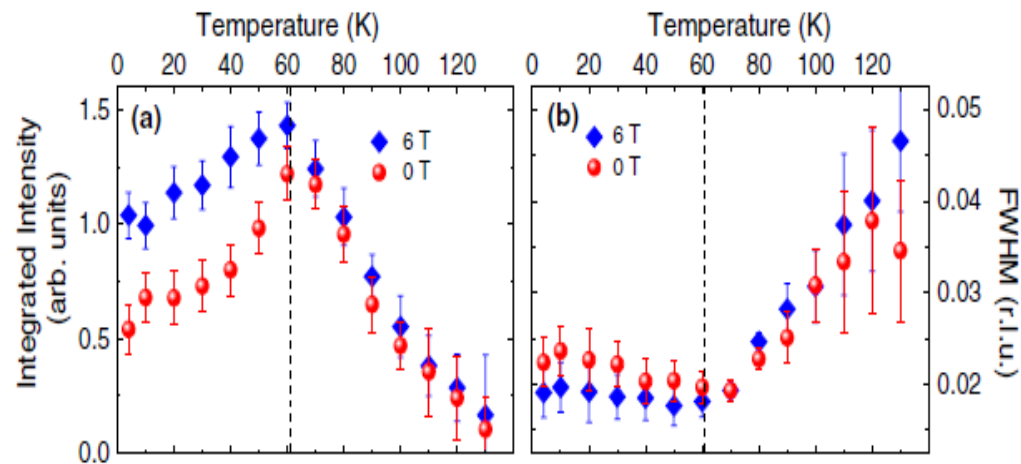 Temperature (K)
Temperature (K)
0 20 40 60 80 100 120
0 20 40 60 80 100 120
(a)
6 T
0 T
(b)
6 T
0 T
1.5
1.0
0.5
0.0
0.05
0.04
0.03
0.02
Integrated Intensity
(arb. units)
FWHM (r.l.u.)